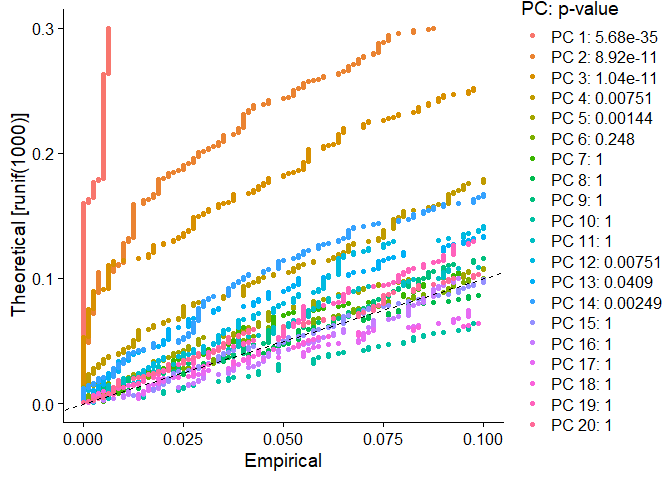 PC: p-value
0.3
0.2
0.1
0.0
Theoretical [runif(1000)]
0.000 0.025 0.050 0.075 0.100
Empirical
PC 1: 5.68e-35
PC 2: 8.92e-11
PC 3: 1.04e-11
PC 4: 0.00751
PC 5: 0.00144
PC 6: 0.248
PC 7: 1
PC 8: 1
PC 9: 1
PC 10: 1
PC 11: 1
PC 12: 0.00751
PC 13: 0.0409
PC 14: 0.00249
PC 15: 1
PC 16: 1
PC 17: 1
PC 18: 1
PC 19: 1
PC 20: 1